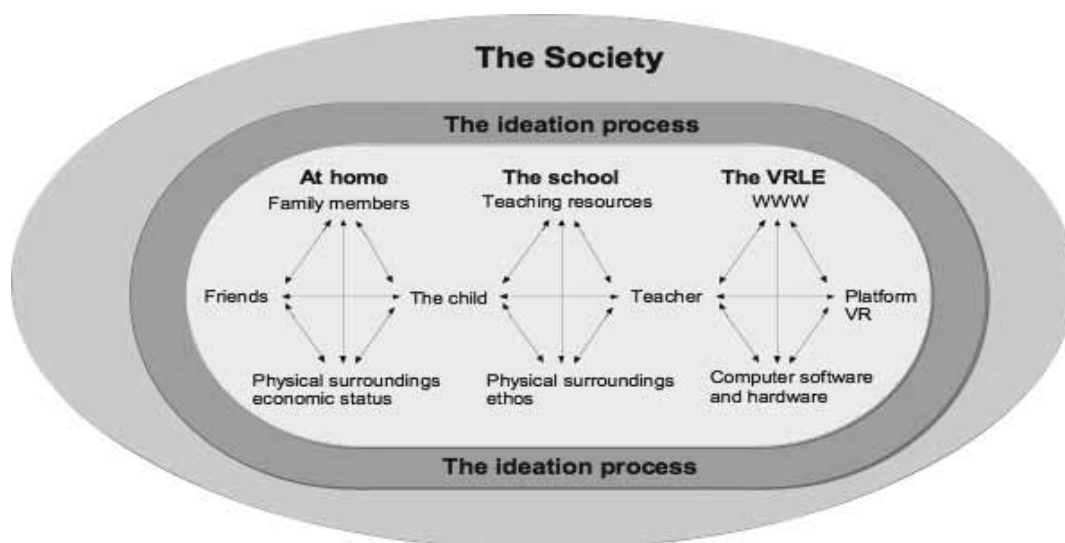 The Society
The ideation process
At home
Family members
The school
Teaching resources
The VRLE
WWW
Friends
The child
Teacher
Platform
VR
Physical surroundings
economic status
Physical surroundings
ethos
Computer software
and hardware
The ideation process